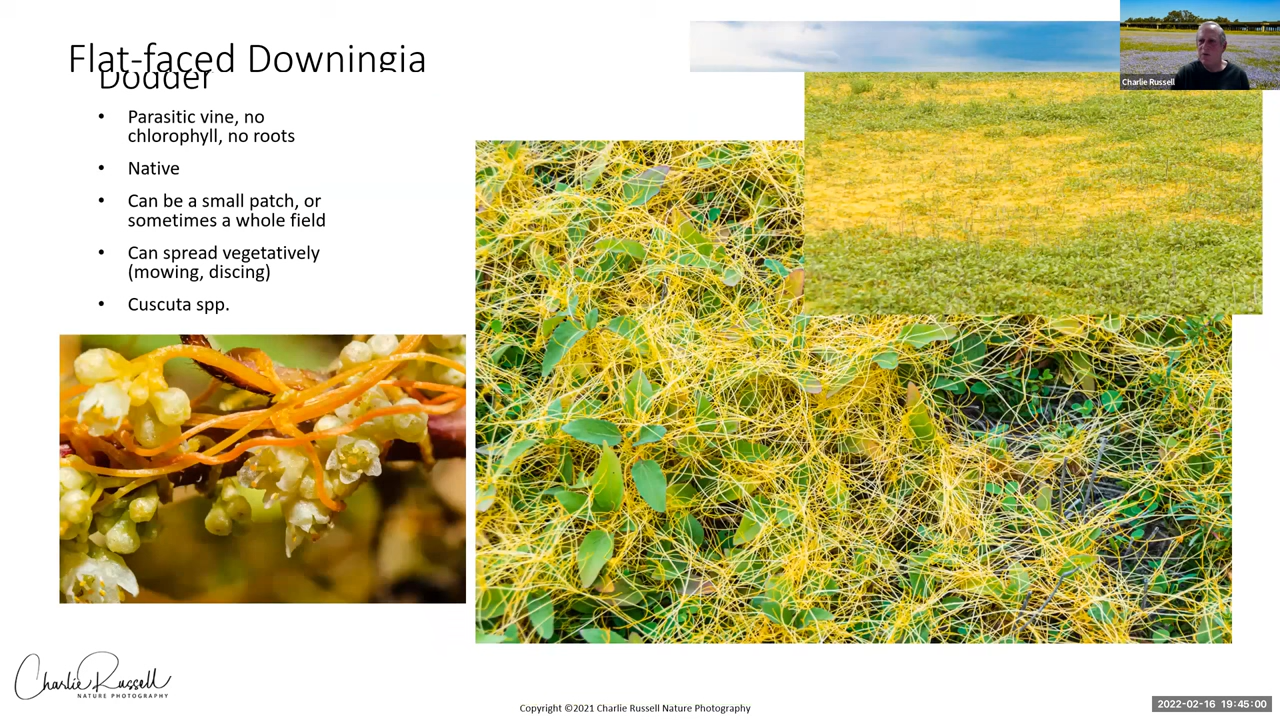 Flat-faced Downingia
Dodder
• Parasitic vine, no
chlorophyll, no roots
• Native
• Can be a small patch, or
sometimes a whole field
• Can spread vegetatively
(mowing, discing)
• Cuscuta spp.
Charlie Russell
Charlie Russell
NATURE PHOTOGRAPHY
Copyright ©2021 Charlie Russell Nature Photography
2022-02-16 19:45:00